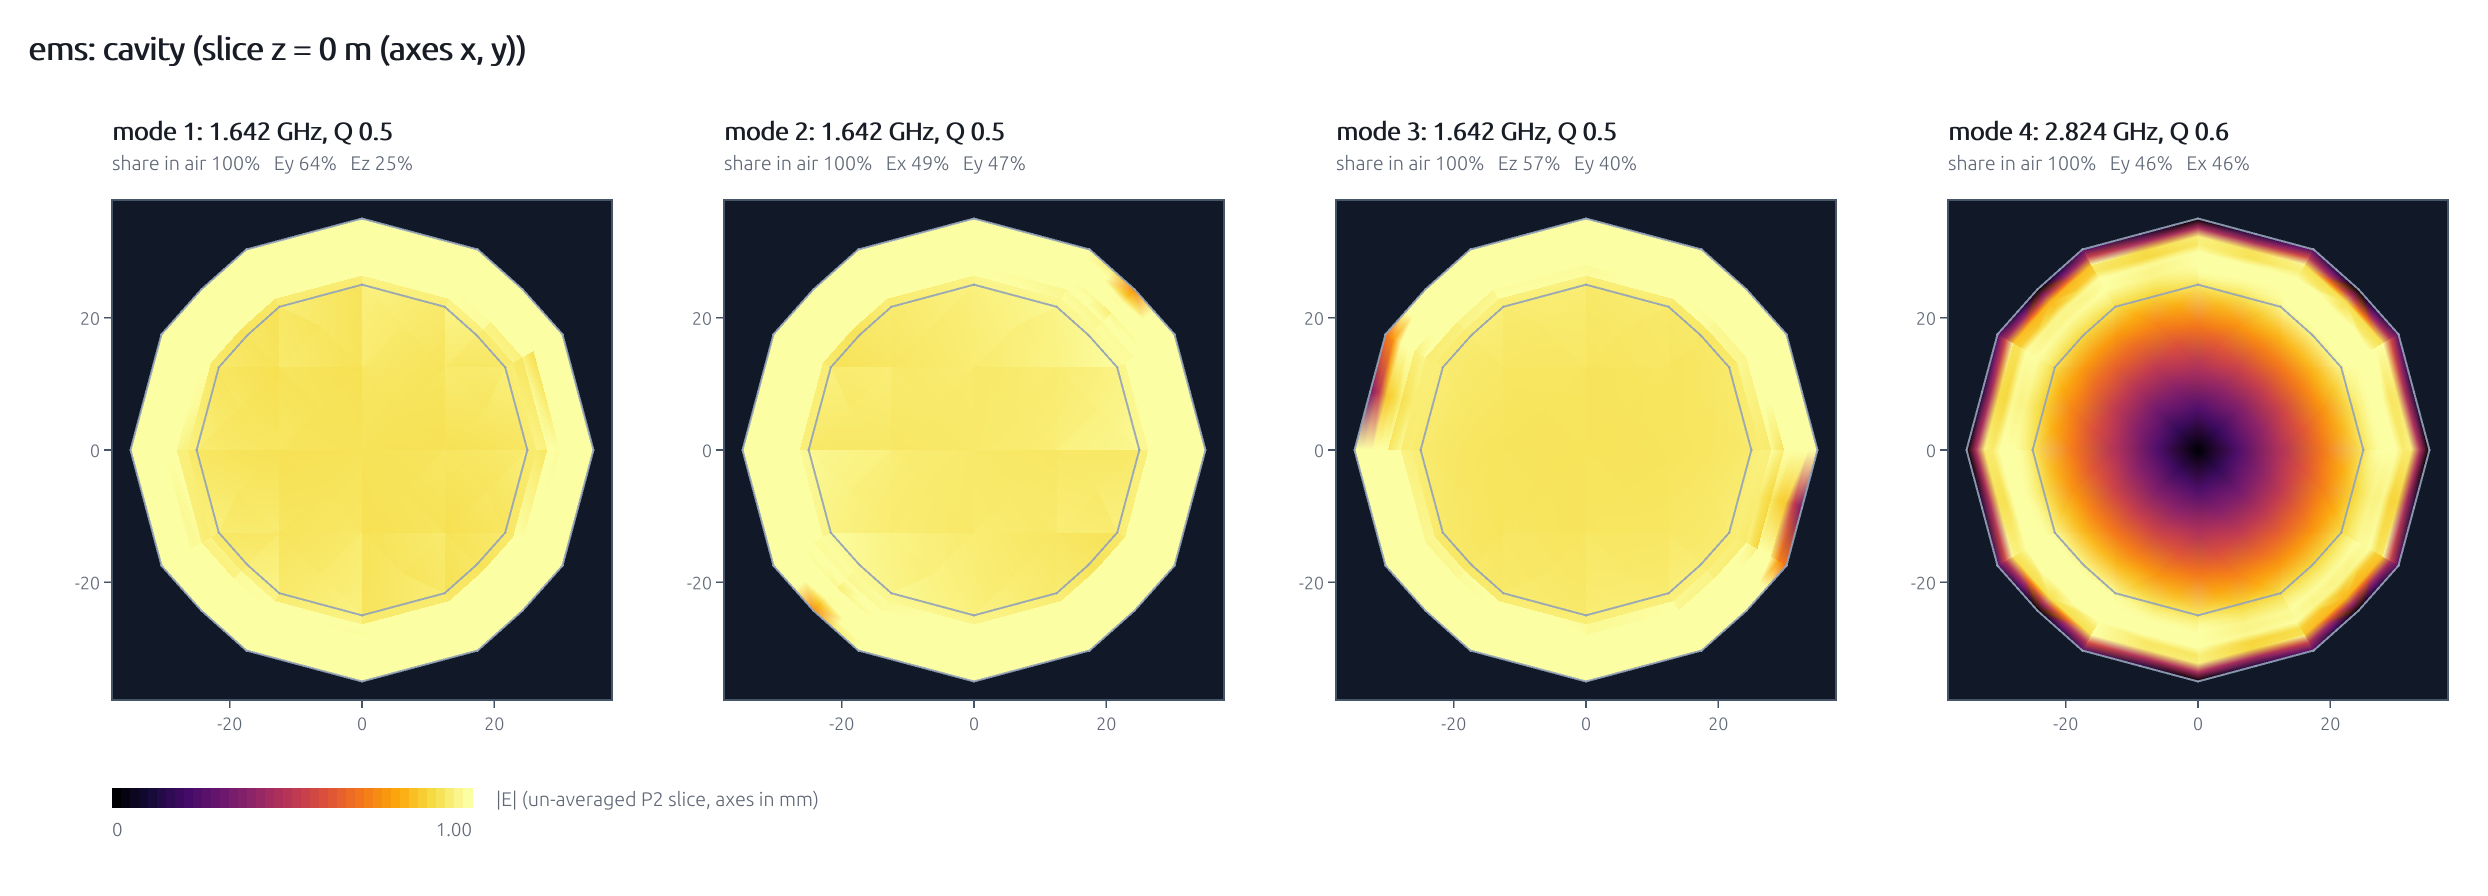 ems: cavity (slice z = 0 m (axes x, y))
mode 1: 1.642 GHz, Q 0.5
share in air 100% Ey 64% Ez 25%
mode 2: 1.642 GHz, Q 0.5
share in air 100% Ex 49% Ey 47%
mode 3: 1.642 GHz, Q 0.5
share in air 100% Ez 57% Ey 40%
mode 4: 2.824 GHz, Q 0.6
share in air 100% Ey 46% Ex 46%
20
0
-20
-20 0 20
20
0
-20
-20 0 20
20
0
-20
-20 0 20
20
0
-20
-20 0 20
|E| (un-averaged P2 slice, axes in mm)
0 1.00